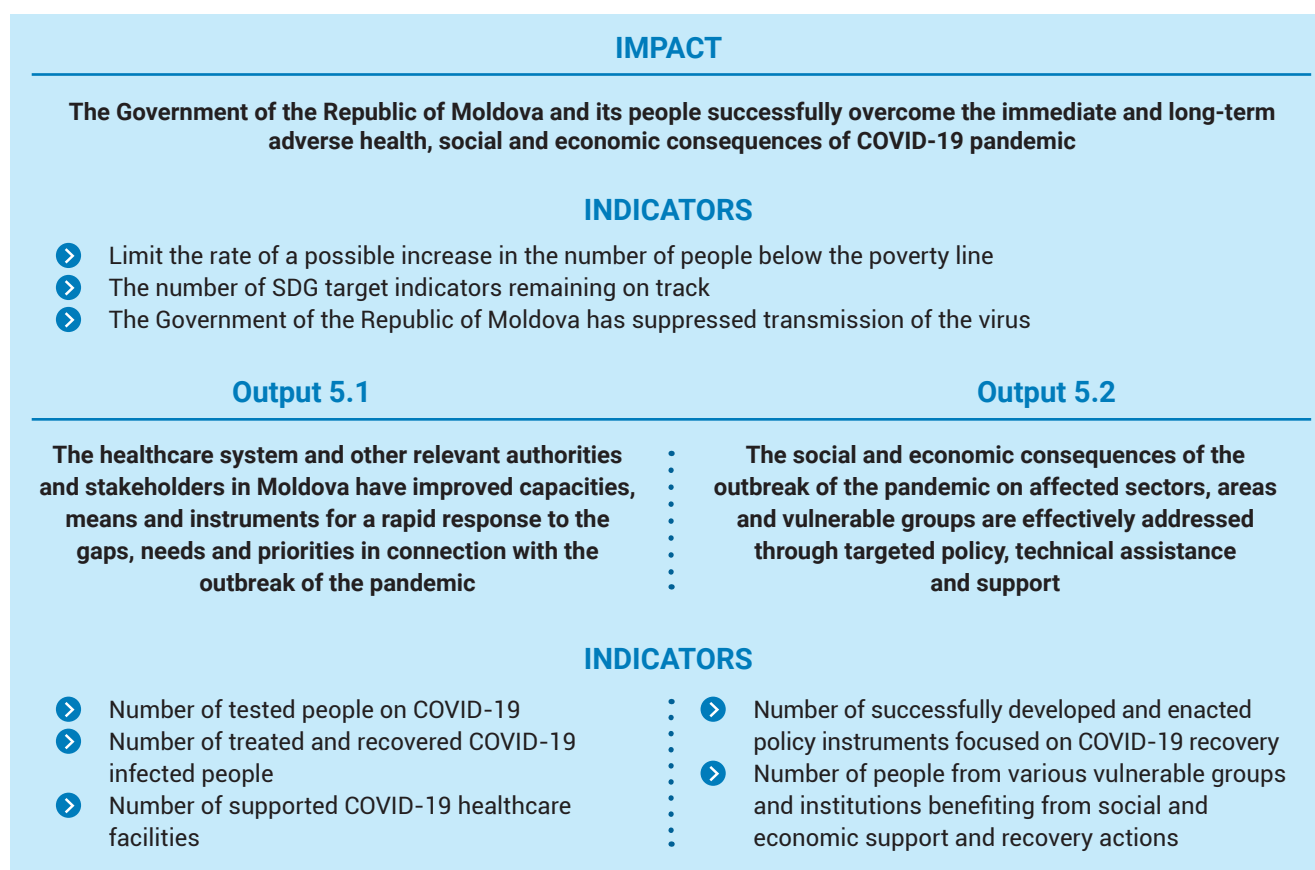 IMPACT
The Government of the Republic of Moldova and its people successfully overcome the immediate and long-term
adverse health, social and economic consequences of COVID-19 pandemic
INDICATORS
Limit the rate of a possible increase in the number of people below the poverty line
The number of SDG target indicators remaining on track
The Government of the Republic of Moldova has suppressed transmission of the virus
Output 5.1
The healthcare system and other relevant authorities
and stakeholders in Moldova have improved capacities,
means and instruments for a rapid response to the
gaps, needs and priorities in connection with the
outbreak of the pandemic
Output 5.2
The social and economic consequences of the
outbreak of the pandemic on affected sectors, areas
and vulnerable groups are effectively addressed
through targeted policy, technical assistance
and support
INDICATORS
Number of tested people on COVID-19
Number of treated and recovered COVID-19
infected people
Number of supported COVID-19 healthcare
facilities
Number of successfully developed and enacted
policy instruments focused on COVID-19 recovery
Number of people from various vulnerable groups
and institutions benefiting from social and
economic support and recovery actions